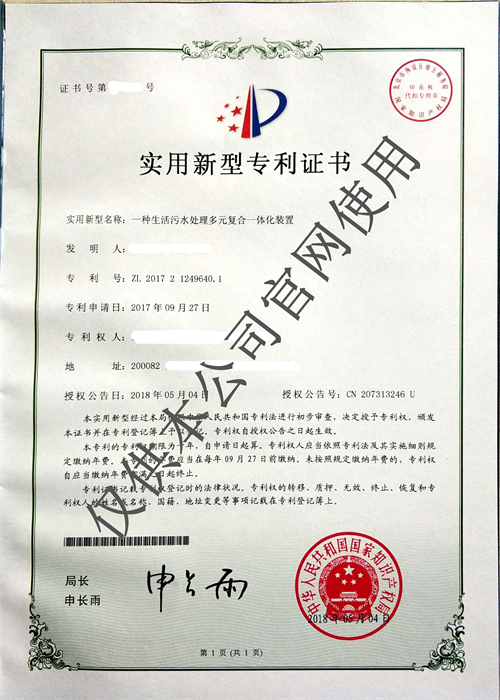 证书号第 号
实用新型专利证书
实用新型名称：一种生活污水处理多元复合一体化装置
发明人：
专利号：ZL 2017 2 1249640.1
专利申请日：2017年09月27日
专利权人：
地址：200082
授权公告日：2018年05月04日 授权公告号：CN 207313246 U
本实用新型经过本局依照中华人民共和国专利法进行初步审查，决定授予专利权，颁发
本证书并在专利登记簿上予以登记。专利权自授权公告之日起生效。
本专利的专利权期限为十年，自申请日起算。专利权人应当依照专利法及其实施细则规
定缴纳年费。本专利的年费应当在每年09月27日前缴纳。未按照规定缴纳年费的，专利权
自应当缴纳年费期满之日起终止。
专利证书记载专利权登记时的法律状况。专利权的转移、质押、无效、终止、恢复和专
利权人的姓名或名称、国籍、地址变更等事项记载在专利登记簿上。
局长
申长雨
申长雨
中华人民共和国国家知识产权局
2018年05月04日
第1页（共1页）
仅供本公司官网使用